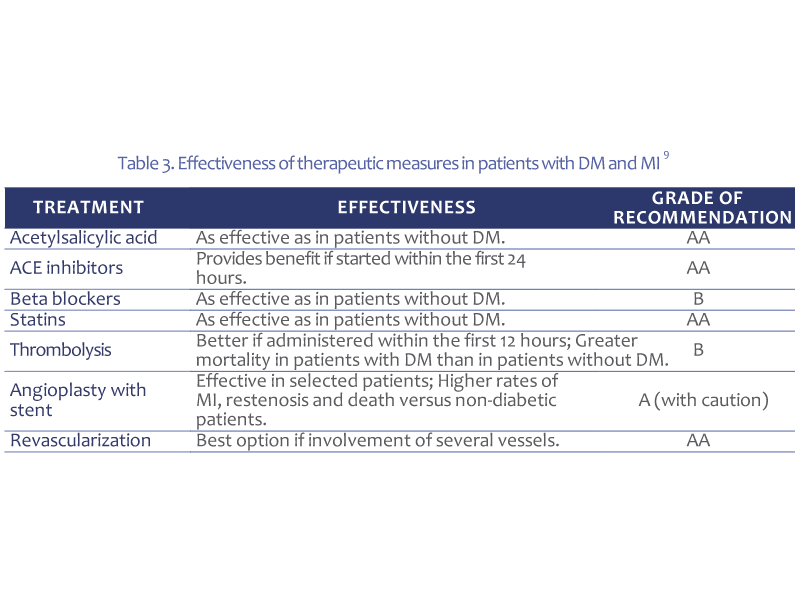 Table 3. Effectiveness of therapeutic measures in patients with DM and MI 9
TREATMENT EFFECTIVENESS GRADE OF RECOMMENDATION
Acetylsalicylic acid As effective as in patients without DM. AA
ACE inhibitors Provides benefit if started within the first 24
hours. AA
Beta blockers As effective as in patients without DM. B
Statins As effective as in patients without DM. AA
Thrombolysis Better if administered within the first 12 hours; Greater
mortality in patients with DM than in patients without DM. B
Angioplasty with
stent Effective in selected patients; Higher rates of
MI, restenosis and death versus non-diabetic
patients. A (with caution)
Revascularization Best option if involvement of several vessels. AA